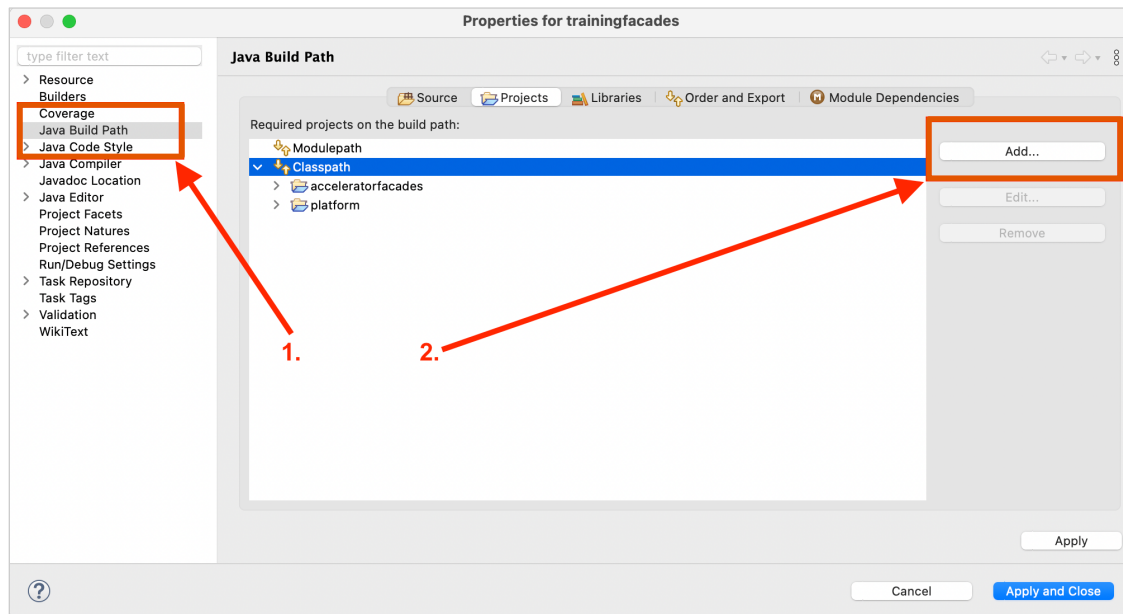 Properties for trainingfacades
type filter text
Resource
Builders
Coverage
Java Build Path
Java Code Style
Java Compiler
Javadoc Location
Java Editor
Project Facets
Project Natures
Project References
Run/Debug Settings
Task Repository
Task Tags
Validation
WikiText
Java Build Path
Source Projects Libraries Order and Export M Module Dependencies
Required projects on the build path:
Modulepath
Classpath
acceleratorfacades
platform
Add...
Edit...
Remove
1. 2.
Apply
? Cancel Apply and Close